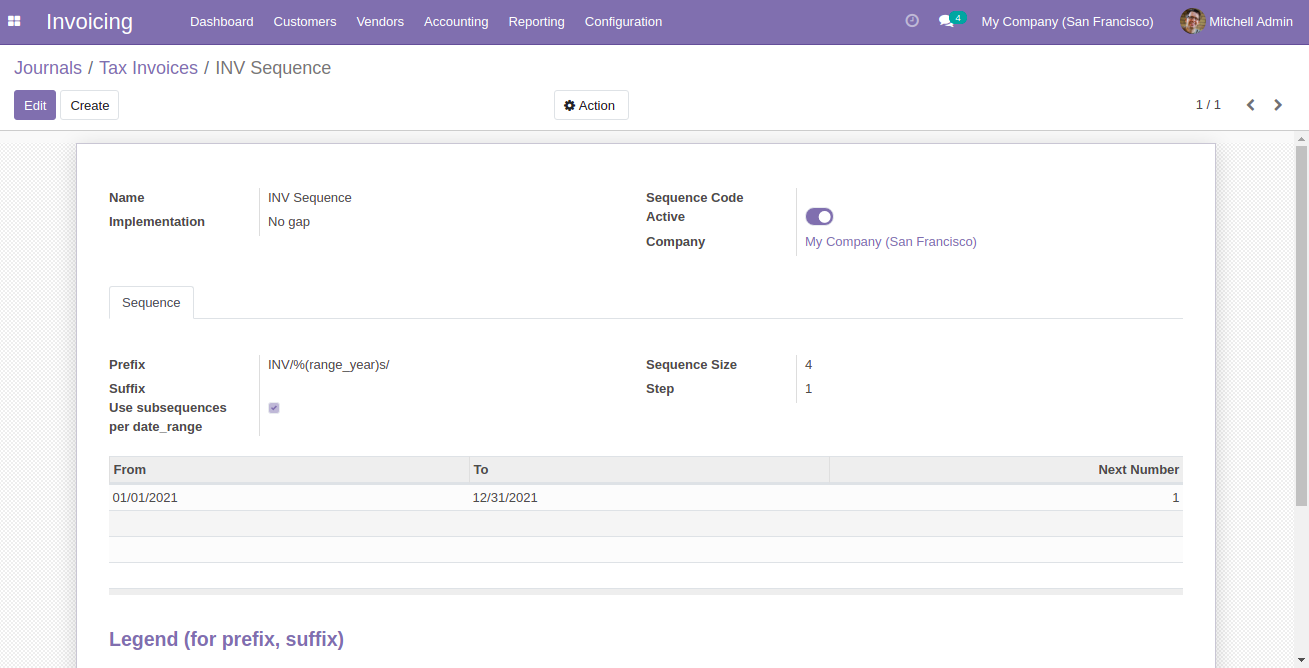 Invoicing Dashboard Customers Vendors Accounting Reporting Configuration 4 My Company (San Francisco) Mitchell Admin
Journals / Tax Invoices / INV Sequence
Edit Create Action 1 / 1
Name INV Sequence Sequence Code
Implementation No gap Active
Company My Company (San Francisco)
Sequence
Prefix INV/%(range_year)s/ Sequence Size 4
Suffix Step 1
Use subsequences
per date_range
From To Next Number
01/01/2021 12/31/2021 1
Legend (for prefix, suffix)